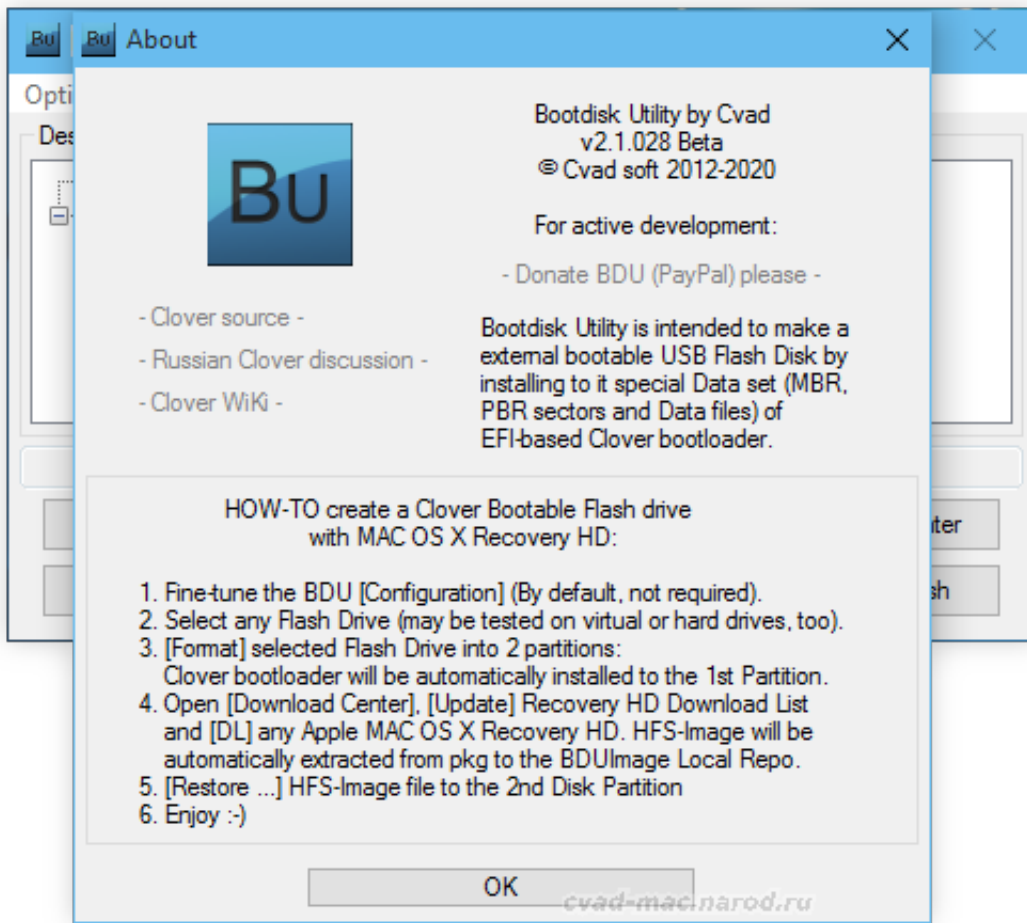 Bu
Bu About
Opti
Des
Bu
Bootdisk Utility by Cvad
v2.1.028 Beta
© Cvad soft 2012-2020
For active development:
- Donate BDU (PayPal) please -
- Clover source -
- Russian Clover discussion -
- Clover WiKi -
Bootdisk Utility is intended to make a
external bootable USB Flash Disk by
installing to it special Data set (MBR,
PBR sectors and Data files) of
EFI-based Clover bootloader.
HOW-TO create a Clover Bootable Flash drive
with MAC OS X Recovery HD:
1. Fine-tune the BDU [Configuration] (By default, not required).
2. Select any Flash Drive (may be tested on virtual or hard drives, too).
3. [Format] selected Flash Drive into 2 partitions:
Clover bootloader will be automatically installed to the 1st Partition.
4. Open [Download Center], [Update] Recovery HD Download List
and [DL] any Apple MAC OS X Recovery HD. HFS-Image will be
automatically extracted from pkg to the BDUImage Local Repo.
5. [Restore ...] HFS-Image file to the 2nd Disk Partition
6. Enjoy :-)
nter
sh
OK
cvad-mac.narod.ru